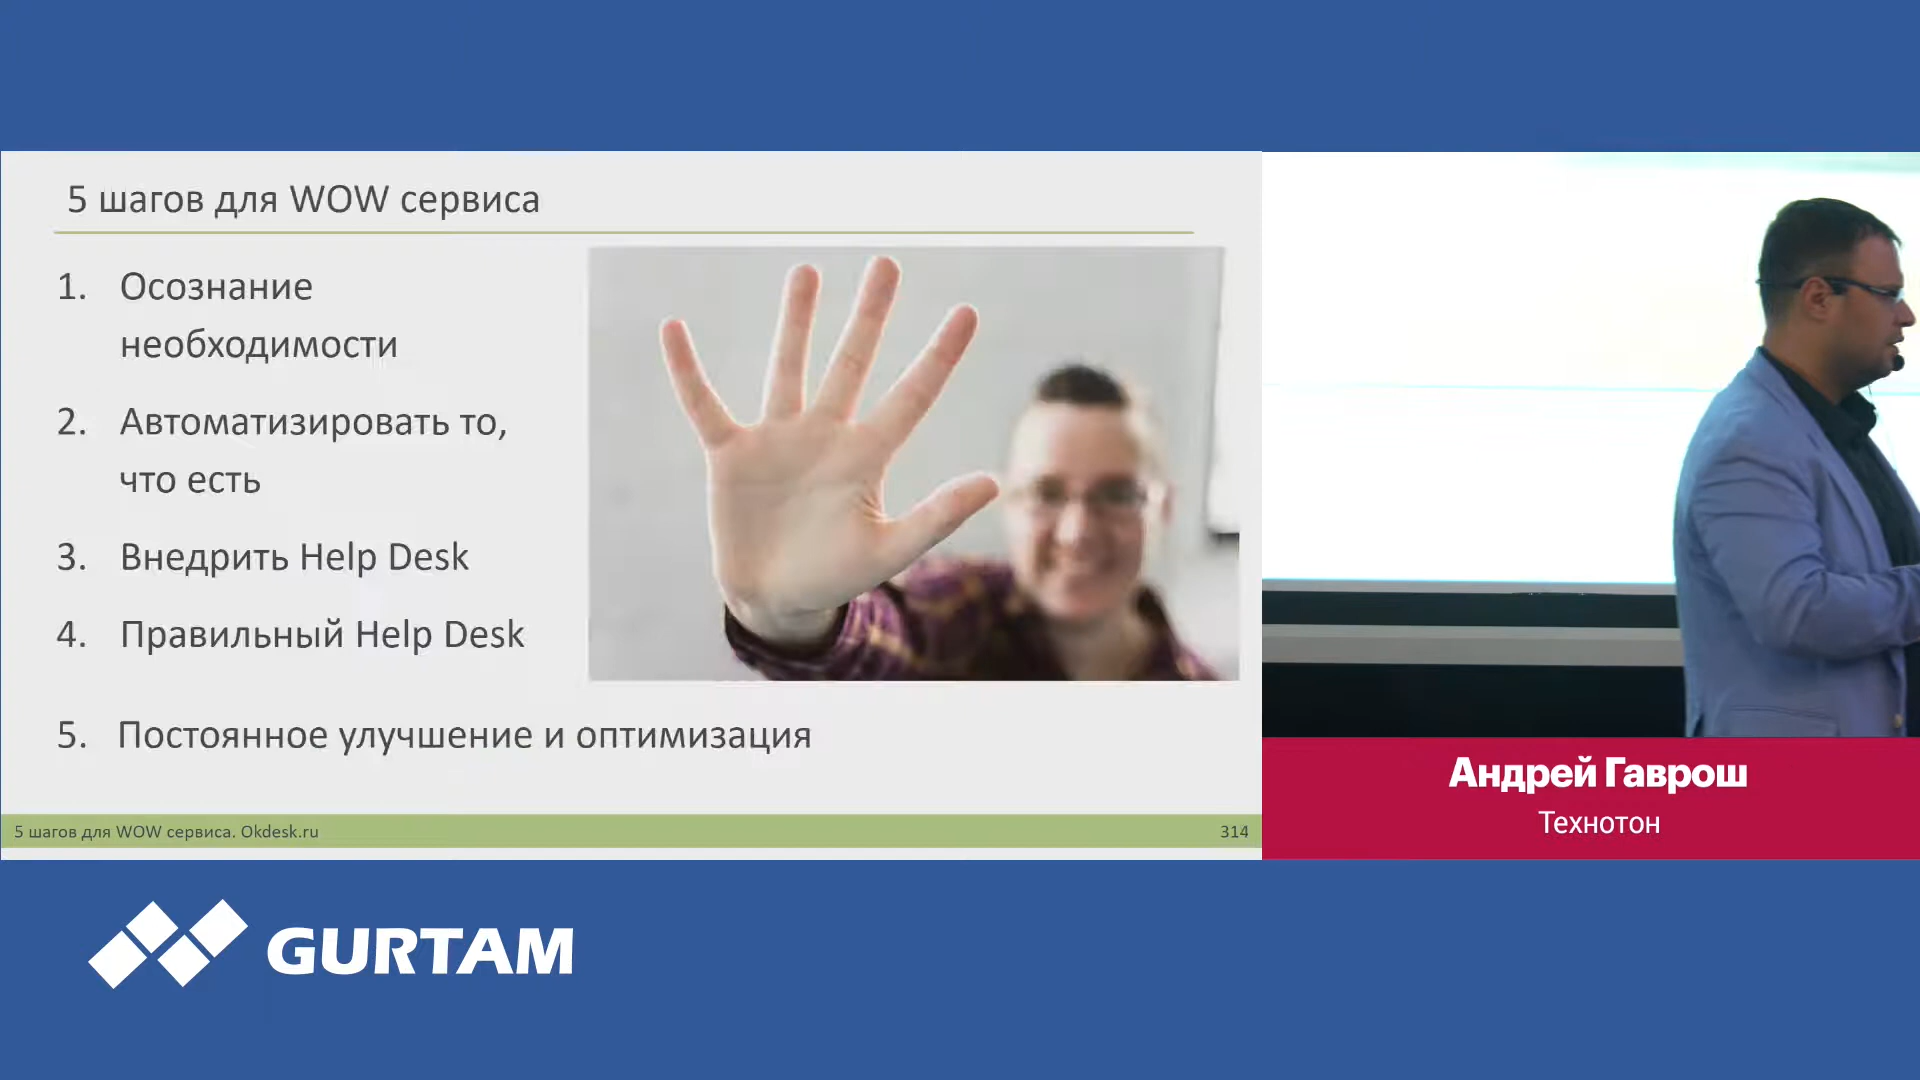 5 шагов для WOW сервиса
1. Осознание
необходимости
2. Автоматизировать то,
что есть
3. Внедрить Help Desk
4. Правильный Help Desk
5. Постоянное улучшение и оптимизация
5 шагов для WOW сервиса. Okdesk.ru
314
Андрей Гаврош
Технотон
GURTAM